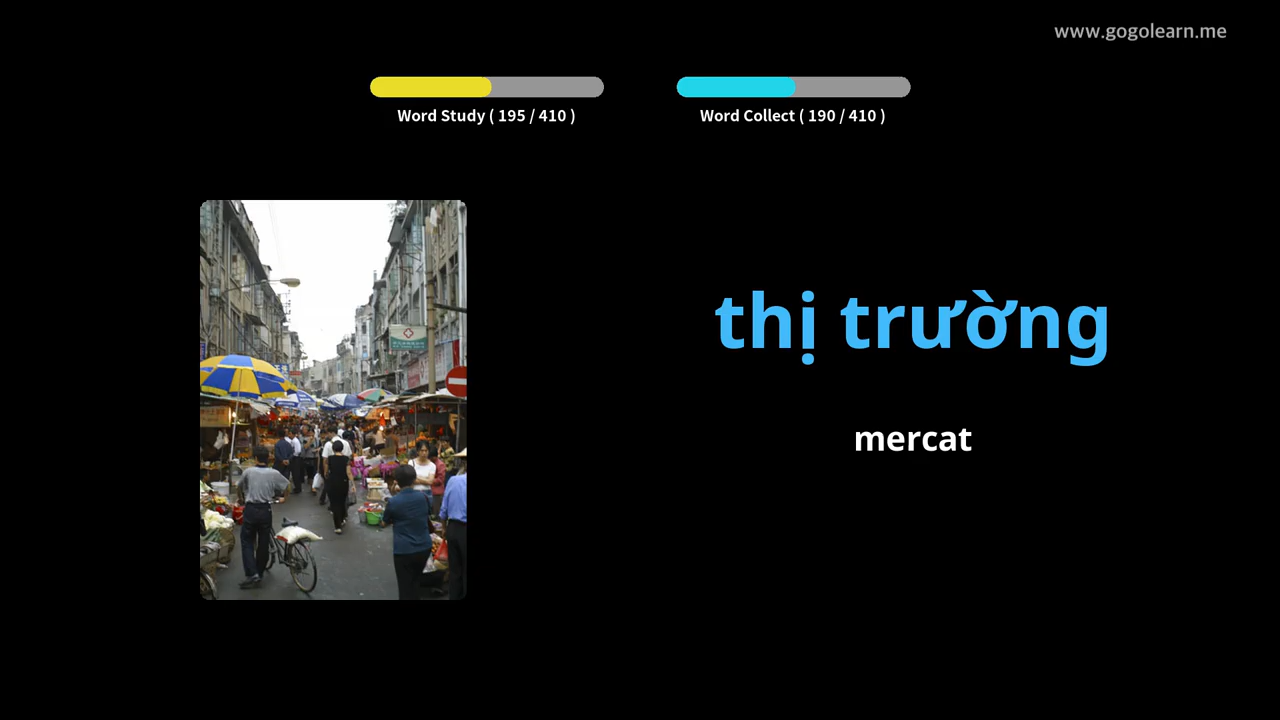 www.gogolearn.me
Word Study ( 195 / 410 )
Word Collect ( 190 / 410 )
thị trường
mercat